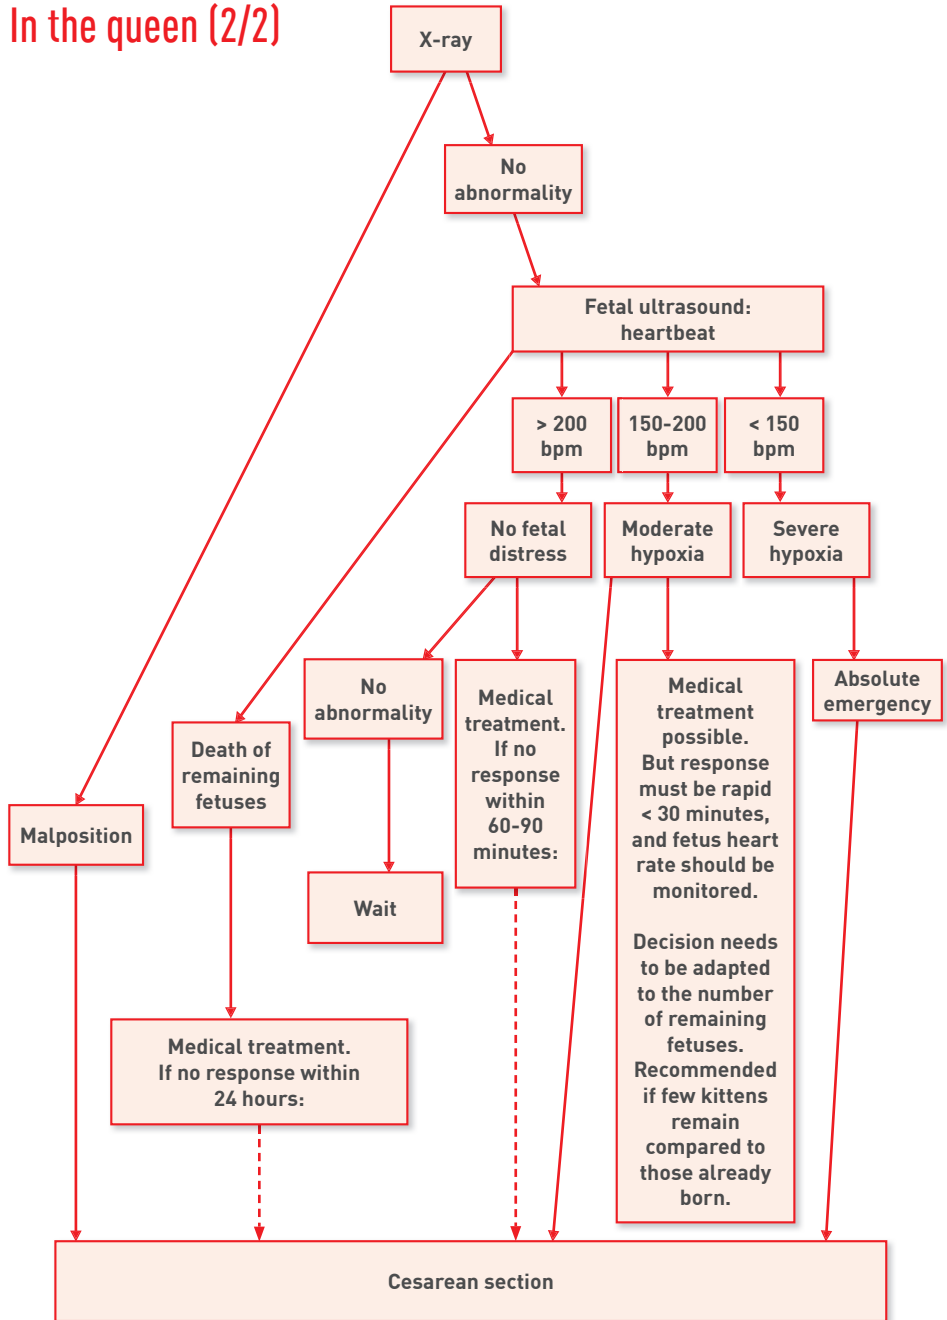 In the queen (2/2)
X-ray
No
abnormality
Fetal ultrasound:
heartbeat
> 200
bpm
150-200
bpm
< 150
bpm
No fetal
distress
Moderate
hypoxia
Severe
hypoxia
No
abnormality
Medical
treatment.
If no
response
within
60-90
minutes:
Medical
treatment
possible.
But response
must be rapid
< 30 minutes,
and fetus heart
rate should be
monitored.
Decision needs
to be adapted
to the number
of remaining
fetuses.
Recommended
if few kittens
remain
compared to
those already
born.
Absolute
emergency
Death of
remaining
fetuses
Malposition
Wait
Medical treatment.
If no response within
24 hours:
Cesarean section